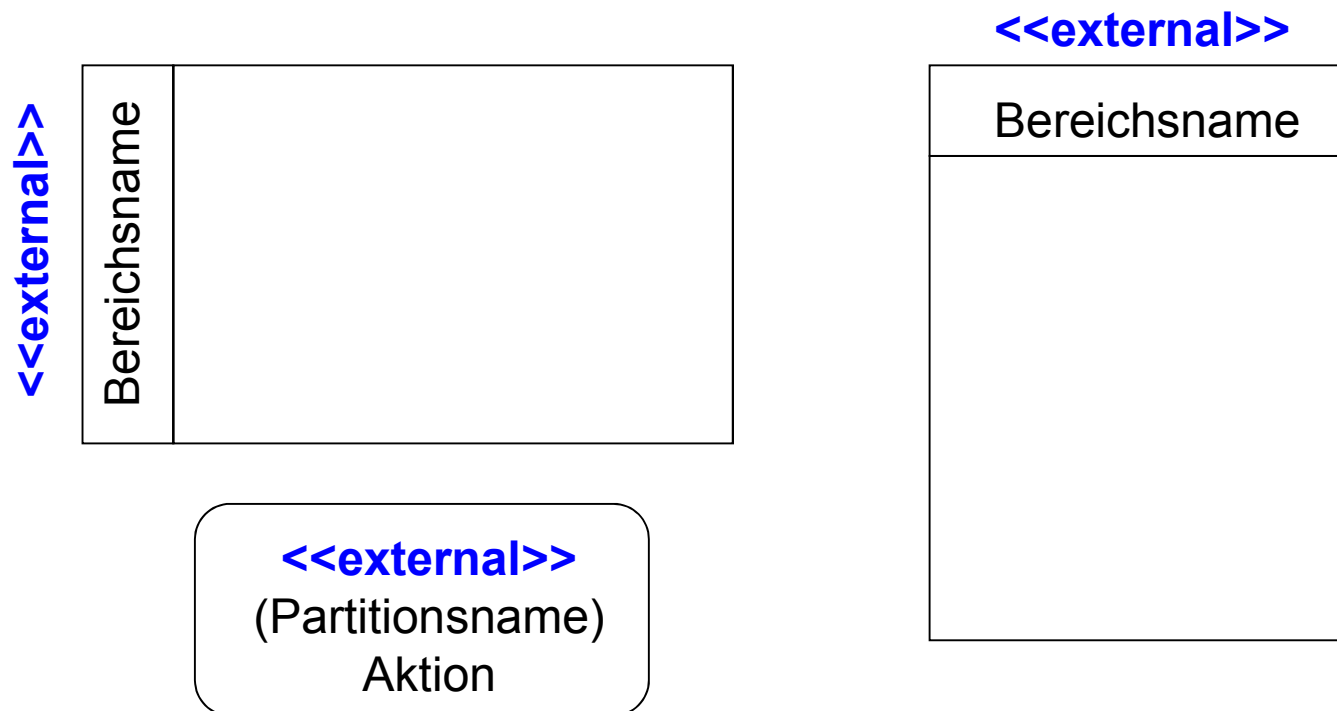 <<external>>
Bereichsname
<<external>>
Bereichsname
<<external>>
(Partitionsname)
Aktion